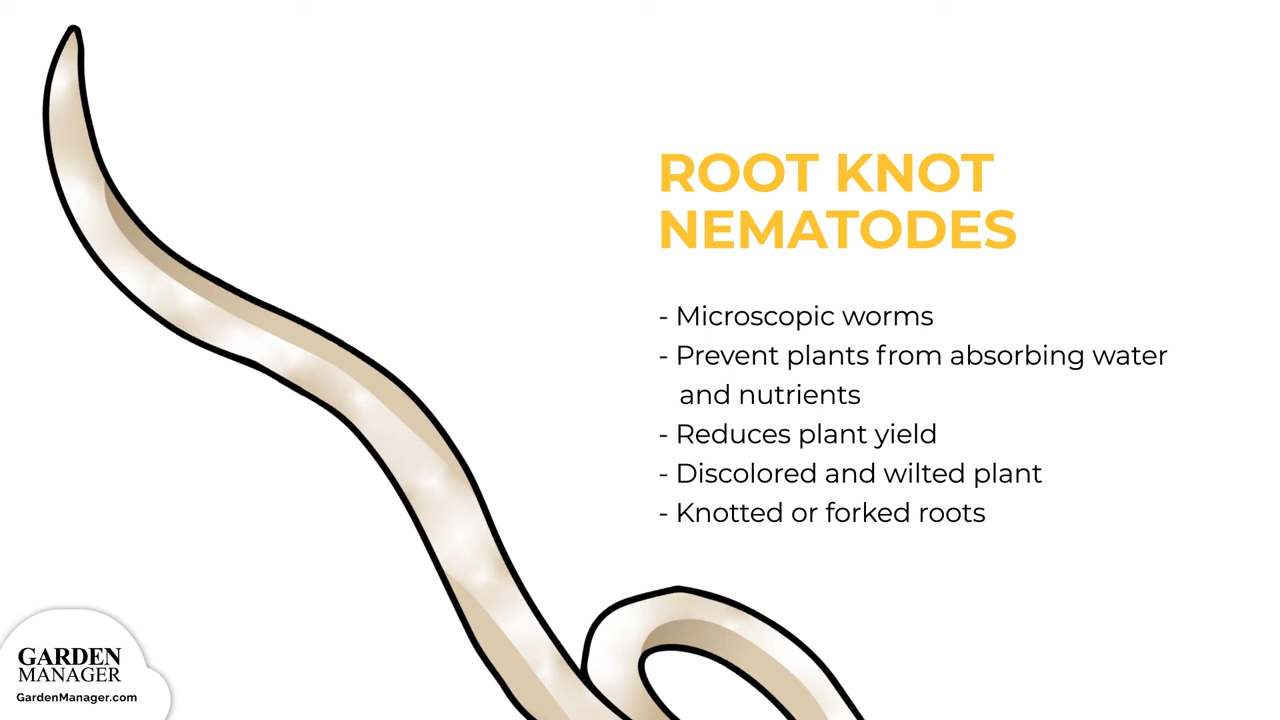 ROOT KNOT
NEMATODES
- Microscopic worms
- Prevent plants from absorbing water
and nutrients
- Reduces plant yield
- Discolored and wilted plant
- Knotted or forked roots
GARDEN
MANAGER
GardenManager.com